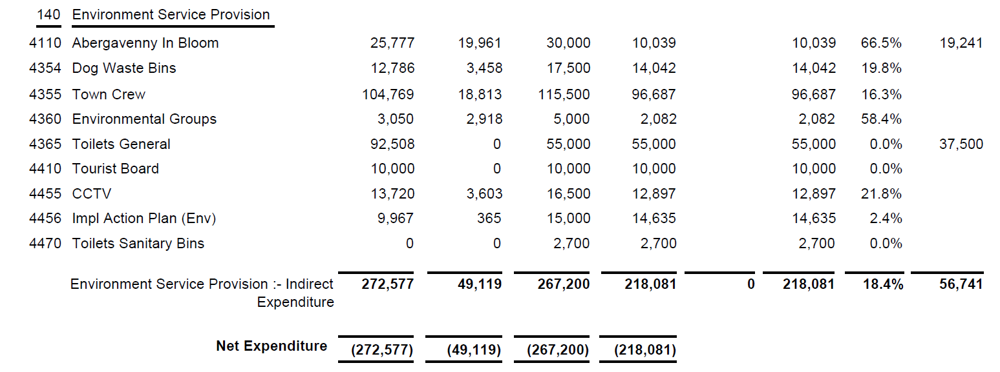 140 Environment Service Provision
4110 Abergavenny In Bloom 25,777 19,961 30,000 10,039 10,039 66.5% 19,241
4354 Dog Waste Bins 12,786 3,458 17,500 14,042 14,042 19.8%
4355 Town Crew 104,769 18,813 115,500 96,687 96,687 16.3%
4360 Environmental Groups 3,050 2,918 5,000 2,082 2,082 58.4%
4365 Toilets General 92,508 0 55,000 55,000 55,000 0.0% 37,500
4410 Tourist Board 10,000 0 10,000 10,000 10,000 0.0%
4455 CCTV 13,720 3,603 16,500 12,897 12,897 21.8%
4456 Impl Action Plan (Env) 9,967 365 15,000 14,635 14,635 2.4%
4470 Toilets Sanitary Bins 0 0 2,700 2,700 2,700 0.0%
Environment Service Provision :- Indirect 272,577 49,119 267,200 218,081 0 218,081 18.4% 56,741
Expenditure
Net Expenditure (272,577) (49,119) (267,200) (218,081)